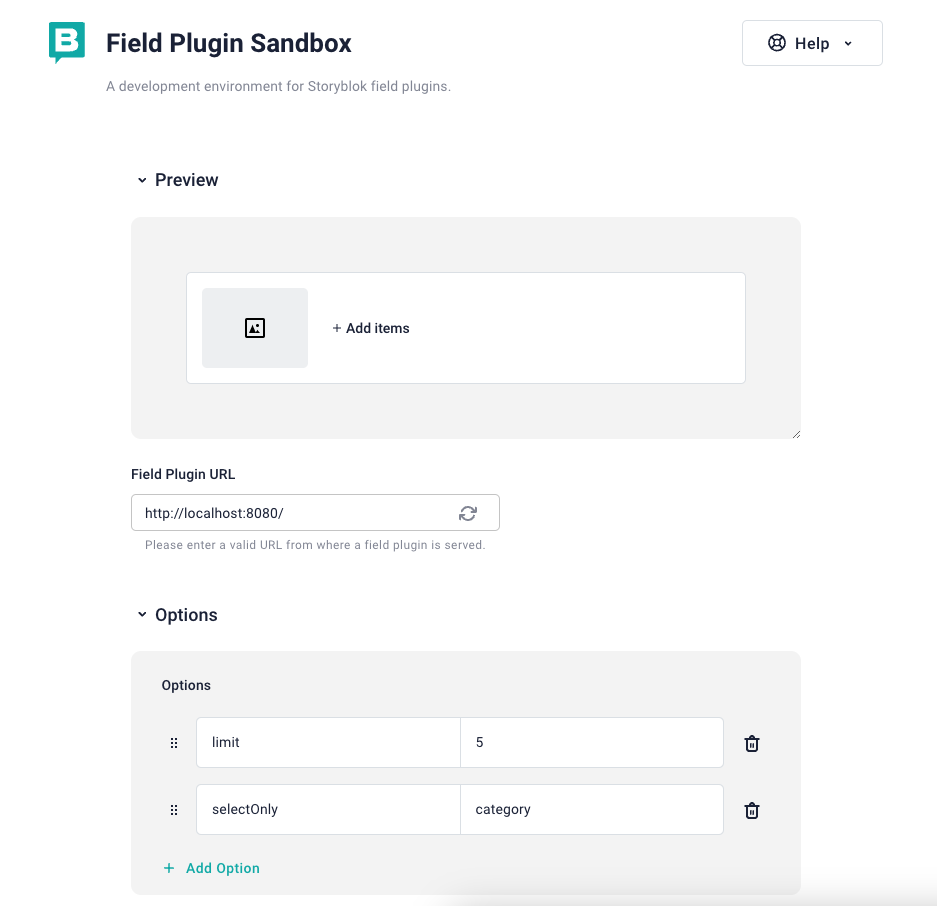 Field Plugin Sandbox
Help
A development environment for Storyblok field plugins.
Preview
+ Add items
Field Plugin URL
http://localhost:8080/
Please enter a valid URL from where a field plugin is served.
Options
Options
limit 5
selectOnly category
+ Add Option